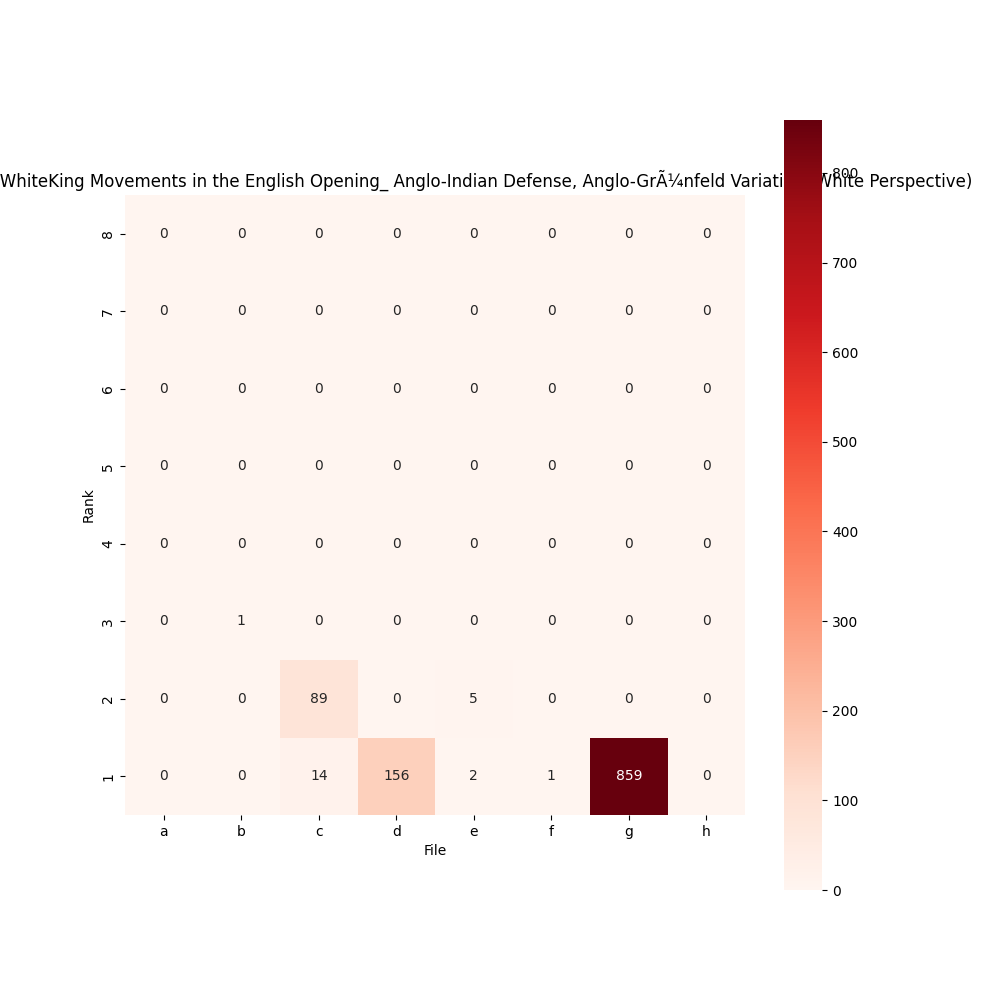 WhiteKing Movements in the English Opening_ Anglo-Indian Defense, Anglo-GrÃ¼nfeld Variati White Perspective)
8 0 0 0 0 0 0 0 0
7 0 0 0 0 0 0 0 0
6 0 0 0 0 0 0 0 0
5 0 0 0 0 0 0 0 0
4 0 0 0 0 0 0 0 0
3 0 1 0 0 0 0 0 0
2 0 0 89 0 5 0 0 0
1 0 0 14 156 2 1 859 0
a b c d e f g h
File
Rank
800
700
600
500
400
300
200
100
0